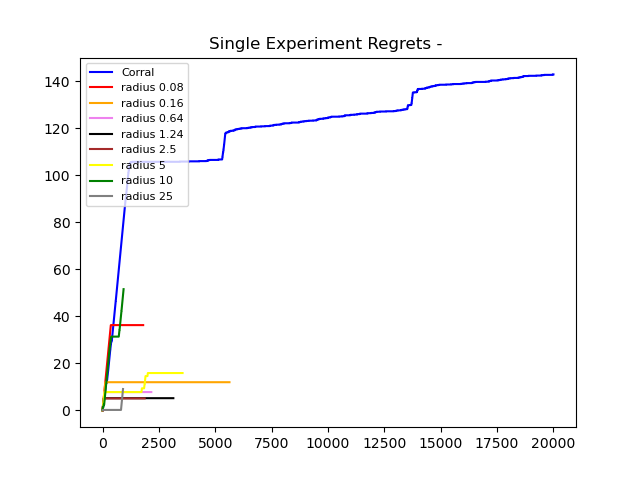 Single Experiment Regrets -
140
120
100
80
60
40
20
0
Corral
radius 0.08
radius 0.16
radius 0.64
radius 1.24
radius 2.5
radius 5
radius 10
radius 25
0 2500 5000 7500 10000 12500 15000 17500 20000